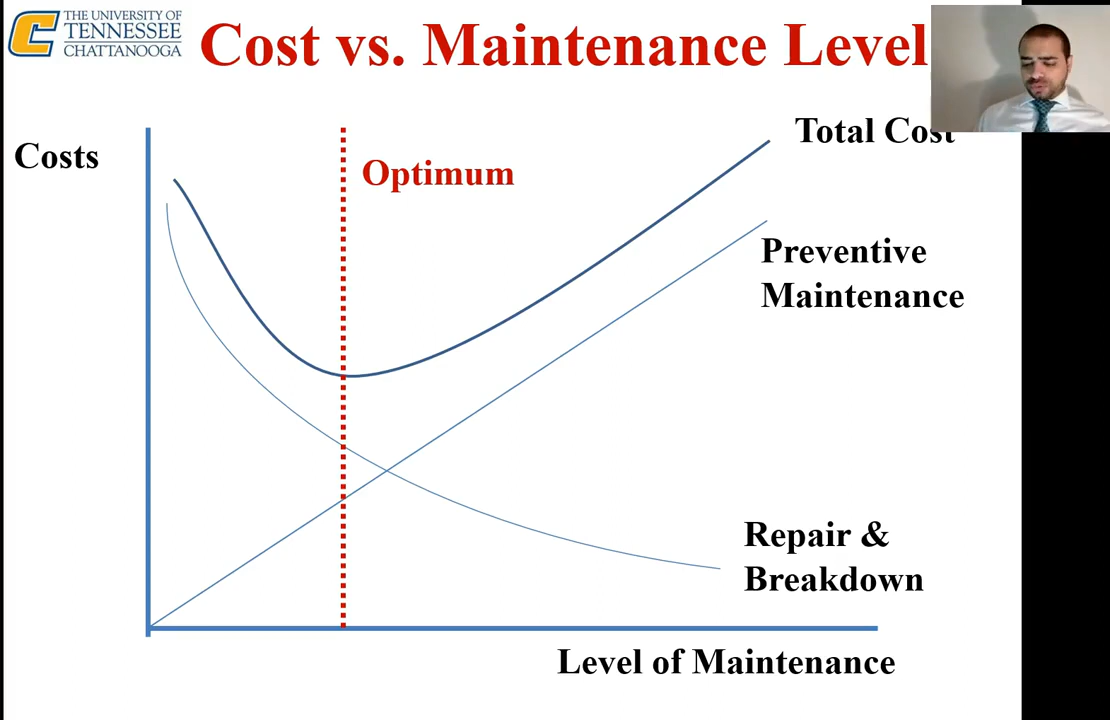 THE UNIVERSITY OF
TENNESSEE
CHATTANOOGA
Cost vs. Maintenance Level
Total Cost
Costs
Optimum
Preventive
Maintenance
Repair &
Breakdown
Level of Maintenance